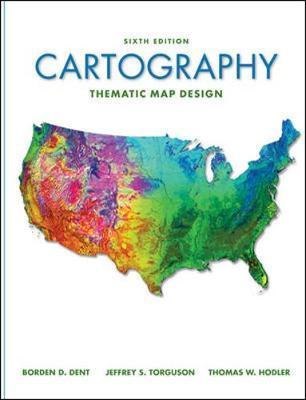 SIXTH EDITION
CARTOGRAPHY
THEMATIC MAP DESIGN
BORDEN D. DENT JEFFREY S. TORGUSON THOMAS W. HODLER